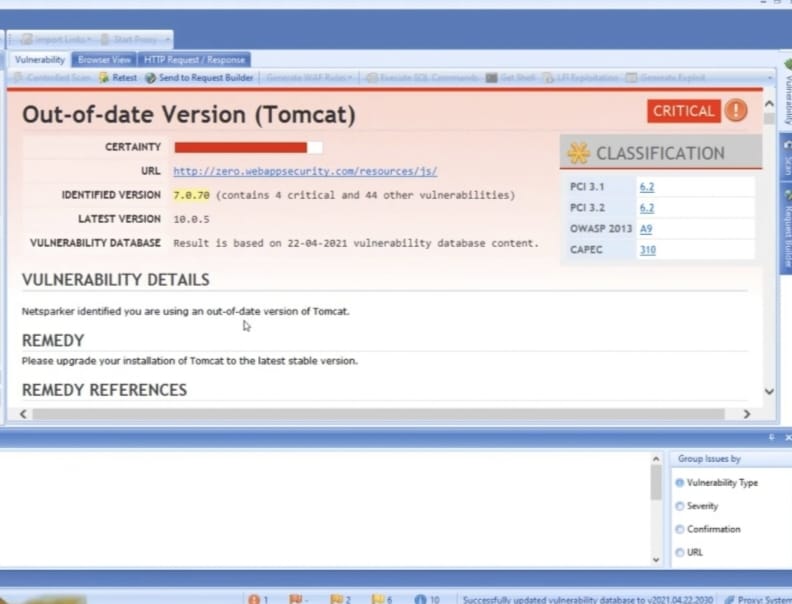 Import Links Start Proxy
Vulnerability Browser View HTTP Request / Response
Controlled Scan Retest Send to Request Builder Generate WAF Rules Execute SQL Commands Get Shell LFI Exploitation Generate Exploit
Out-of-date Version (Tomcat)
CRITICAL
CERTAINTY
URL http://zero.webappsecurity.com/resources/js/
IDENTIFIED VERSION 7.0.70 (contains 4 critical and 44 other vulnerabilities)
LATEST VERSION 10.0.5
VULNERABILITY DATABASE Result is based on 22-04-2021 vulnerability database content.
CLASSIFICATION
PCI 3.1 6.2
PCI 3.2 6.2
OWASP 2013 A9
CAPEC 310
VULNERABILITY DETAILS
Netsparker identified you are using an out-of-date version of Tomcat.
REMEDY
Please upgrade your installation of Tomcat to the latest stable version.
REMEDY REFERENCES
Vulnerability
Scan
Request Builder
Group Issues by
Vulnerability Type
Severity
Confirmation
URL
1 - 2 6 10 Successfully updated vulnerability database to v2021.04.22.2030 Proxy: System